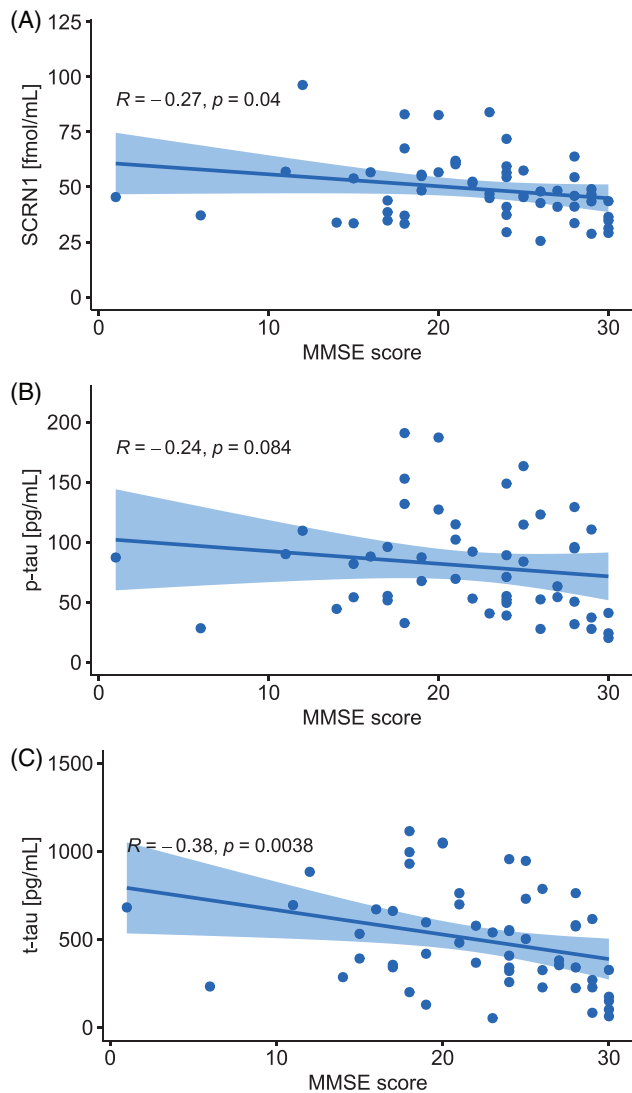 (A)
125
100
75
50
25
0
SCRN1 [fmol/mL]
R = −0.27, p = 0.04
0 10 20 30
MMSE score
(B)
200
150
100
50
0
p-tau [pg/mL]
R = −0.24, p = 0.084
0 10 20 30
MMSE score
(C)
1500
1000
500
0
t-tau [pg/mL]
R = −0.38, p = 0.0038
0 10 20 30
MMSE score